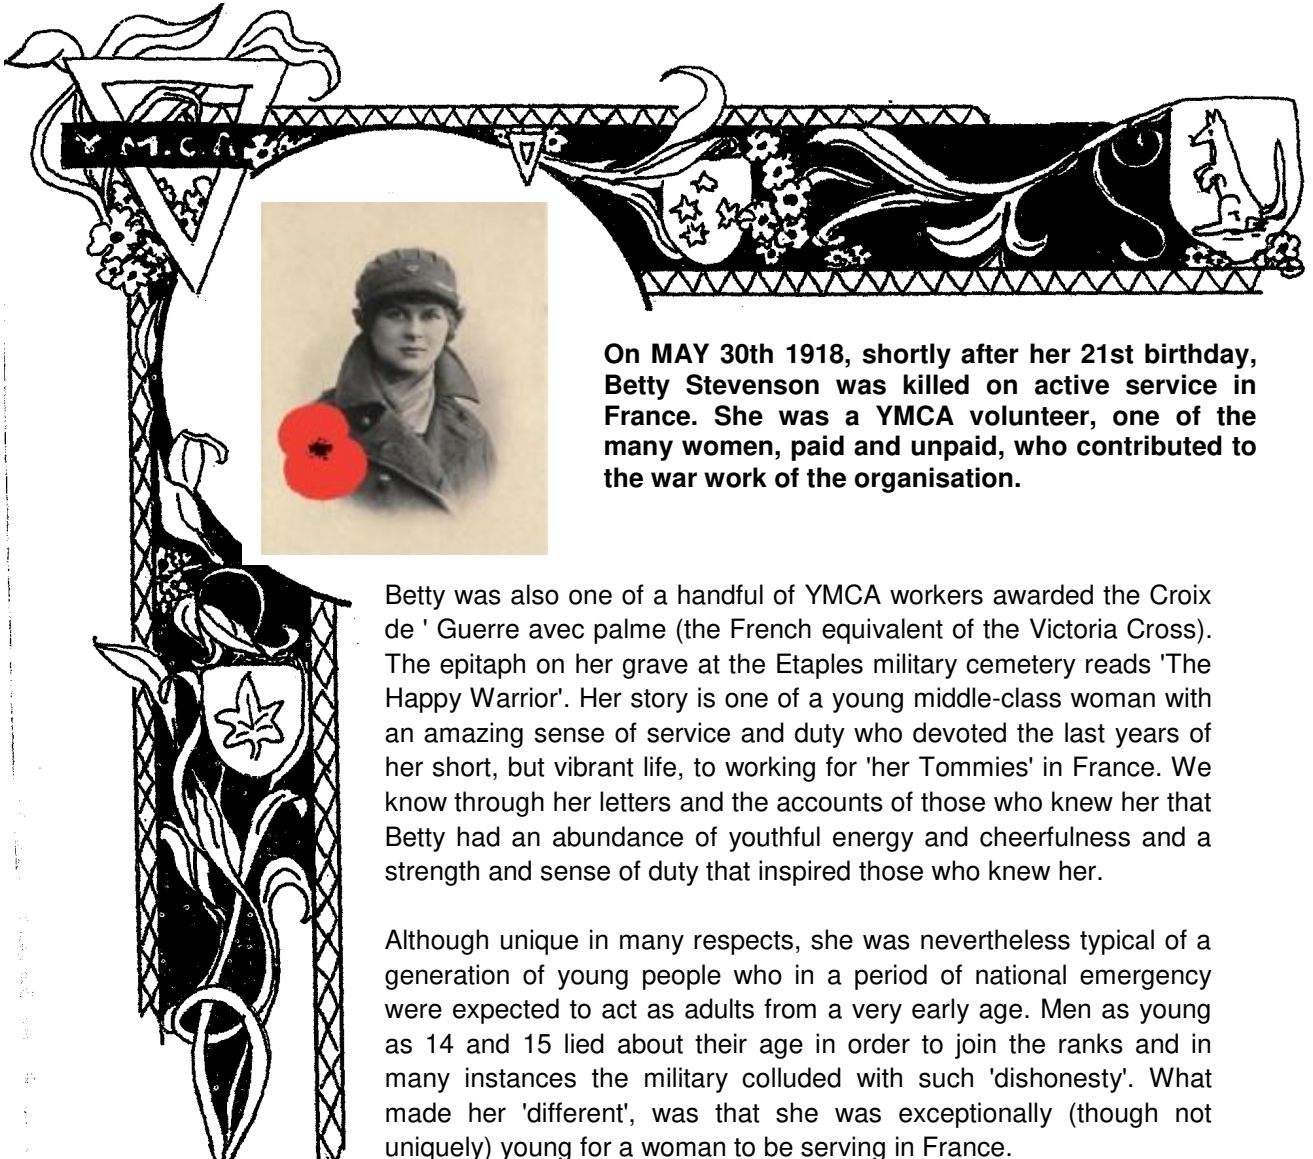 Y.M.C.A.
On MAY 30th 1918, shortly after her 21st birthday,
Betty Stevenson was killed on active service in
France. She was a YMCA volunteer, one of the
many women, paid and unpaid, who contributed to
the war work of the organisation.
Betty was also one of a handful of YMCA workers awarded the Croix
de ' Guerre avec palme (the French equivalent of the Victoria Cross).
The epitaph on her grave at the Etaples military cemetery reads 'The
Happy Warrior'. Her story is one of a young middle-class woman with
an amazing sense of service and duty who devoted the last years of
her short, but vibrant life, to working for 'her Tommies' in France. We
know through her letters and the accounts of those who knew her that
Betty had an abundance of youthful energy and cheerfulness and a
strength and sense of duty that inspired those who knew her.
Although unique in many respects, she was nevertheless typical of a
generation of young people who in a period of national emergency
were expected to act as adults from a very early age. Men as young
as 14 and 15 lied about their age in order to join the ranks and in
many instances the military colluded with such 'dishonesty'. What
made her 'different', was that she was exceptionally (though not
uniquely) young for a woman to be serving in France.